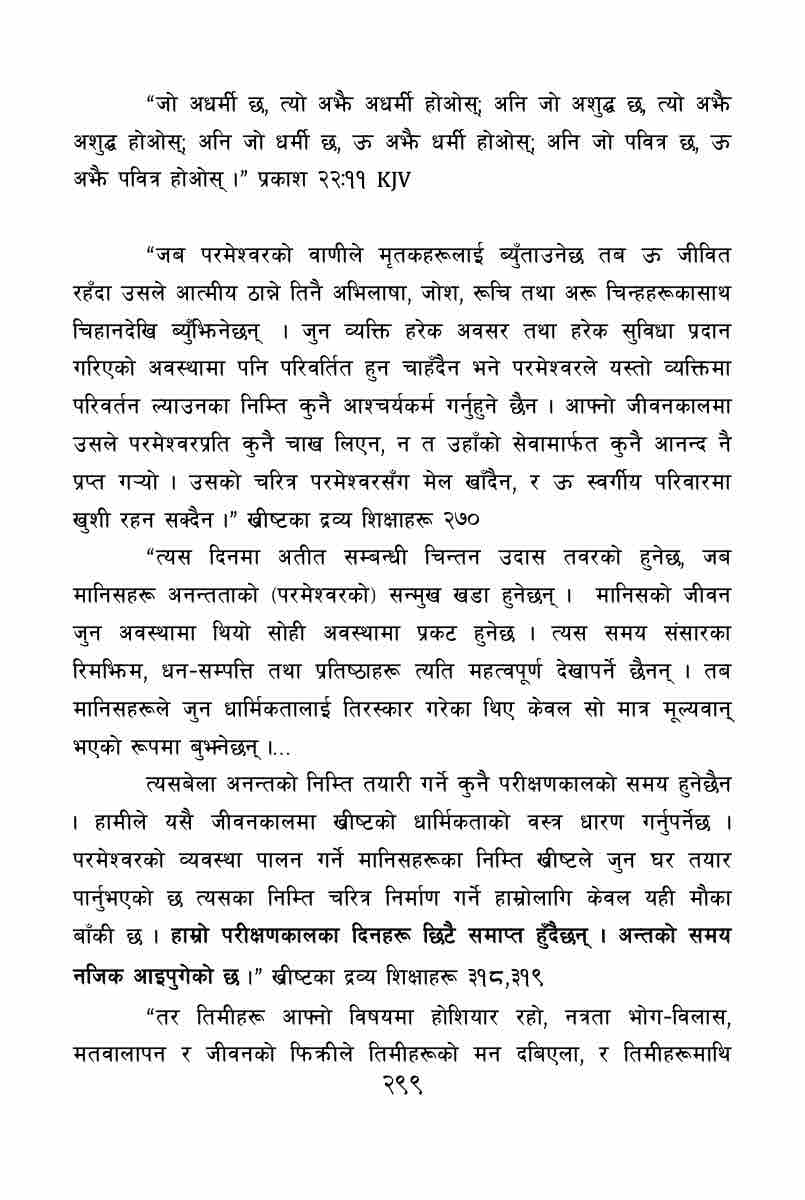 “जो अधर्मी छ, त्यो अझै अधर्मी होओस्; अनि जो अशुद्ध छ, त्यो अझै
अशुद्ध होओस्; अनि जो धर्मी छ, ऊ अझै धर्मी होओस्; अनि जो पवित्र छ, ऊ
अझै पवित्र होओस् ।” प्रकाश २२:११ KJV
“जब परमेश्वरको वाणीले मृतकहरूलाई ब्युँताउनेछ तब ऊ जीवित
रहँदा उसले आत्मीय ठान्ने तिनै अभिलाषा, जोश, रूचि तथा अरू चिन्हहरूकासाथ
चिहानदेखि ब्युँझिनेछन् । जुन व्यक्ति हरेक अवसर तथा हरेक सुविधा प्रदान
गरिएको अवस्थामा पनि परिवर्तित हुन चाहँदैन भने परमेश्वरले यस्तो व्यक्तिमा
परिवर्तन ल्याउनका निम्ति कुनै आश्चर्यकर्म गर्नुहुने छैन । आफ्नो जीवनकालमा
उसले परमेश्वरप्रति कुनै चाख लिएन, न त उहाँको सेवामार्फत कुनै आनन्द नै
प्रप्त गऱ्यो । उसको चरित्र परमेश्वरसँग मेल खाँदैन, र ऊ स्वर्गीय परिवारमा
खुशी रहन सक्दैन ।” ख्रीष्टका द्रव्य शिक्षाहरू २७०
“त्यस दिनमा अतीत सम्बन्धी चिन्तन उदास तवरको हुनेछ, जब
मानिसहरू अनन्तताको (परमेश्वरको) सन्मुख खडा हुनेछन् । मानिसको जीवन
जुन अवस्थामा थियो सोही अवस्थामा प्रकट हुनेछ । त्यस समय संसारका
रिमझिम, धन-सम्पत्ति तथा प्रतिष्ठाहरू त्यति महत्वपूर्ण देखापर्ने छैनन् । तब
मानिसहरूले जुन धार्मिकतालाई तिरस्कार गरेका थिए केवल सो मात्र मूल्यवान्
भएको रूपमा बुझ्नेछन् ।...
त्यसबेला अनन्तको निम्ति तयारी गर्ने कुनै परीक्षणकालको समय हुनेछैन
। हामीले यसै जीवनकालमा ख्रीष्टको धार्मिकताको वस्त्र धारण गर्नुपर्नेछ ।
परमेश्वरको व्यवस्था पालन गर्ने मानिसहरूका निम्ति ख्रीष्टले जुन घर तयार
पार्नुभएको छ त्यसका निम्ति चरित्र निर्माण गर्ने हाम्रोलागि केवल यही मौका
बाँकी छ । हाम्रो परीक्षणकालका दिनहरू छिटै समाप्त हुँदैछन् । अन्तको समय
नजिक आइपुगेको छ ।” ख्रीष्टका द्रव्य शिक्षाहरू ३१८,३१९
“तर तिमीहरू आफ्नो विषयमा होशियार रहो, नत्रता भोग-विलास,
मतवालापन र जीवनको फिक्रीले तिमीहरूको मन दबिएला, र तिमीहरूमाथि
२९९